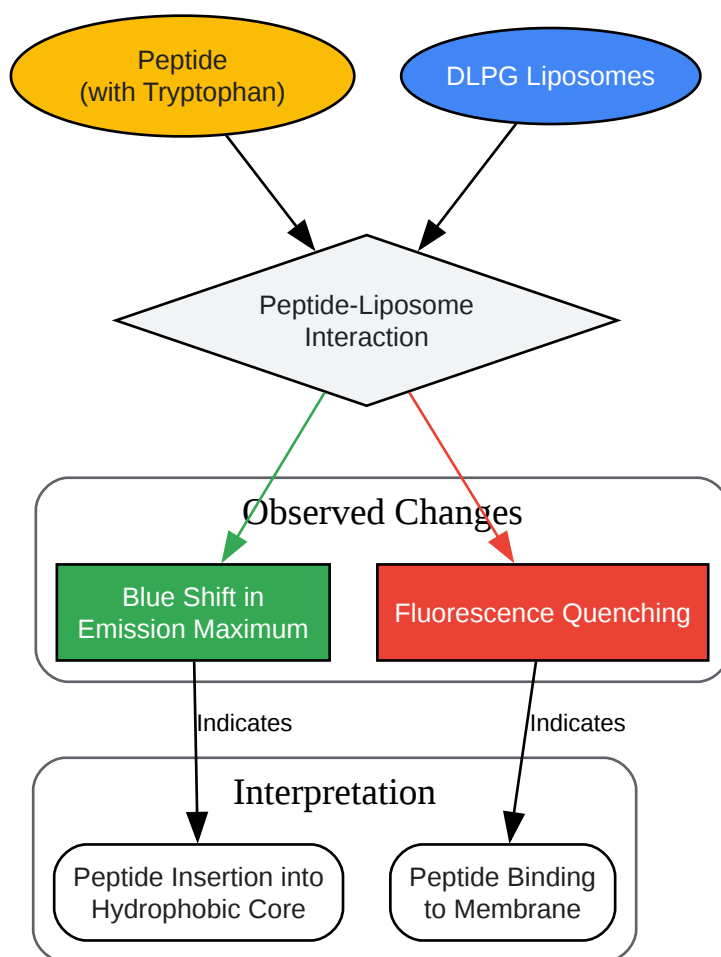 Peptide
(with Tryptophan)
DLPG Liposomes
Peptide-Liposome
Interaction
Observed Changes
Blue Shift in
Emission Maximum
Fluorescence Quenching
Indicates
Indicates
Interpretation
Peptide Insertion into
Hydrophobic Core
Peptide Binding
to Membrane